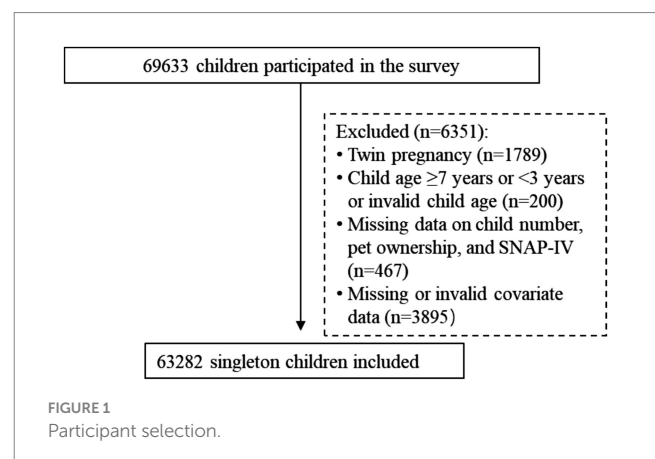 69633 children participated in the survey
Excluded (n=6351):
• Twin pregnancy (n=1789)
• Child age ≥7 years or <3 years
or invalid child age (n=200)
• Missing data on child number,
pet ownership, and SNAP-IV
(n=467)
• Missing or invalid covariate
data (n=3895）
63282 singleton children included
FIGURE 1
Participant selection.